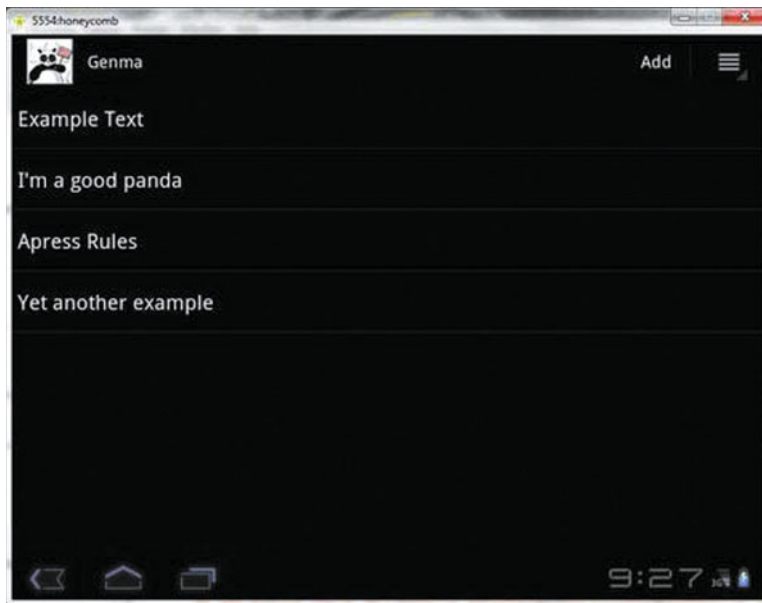 5554:honeycomb
Genma
Add
Example Text
I'm a good panda
Apress Rules
Yet another example
9:27